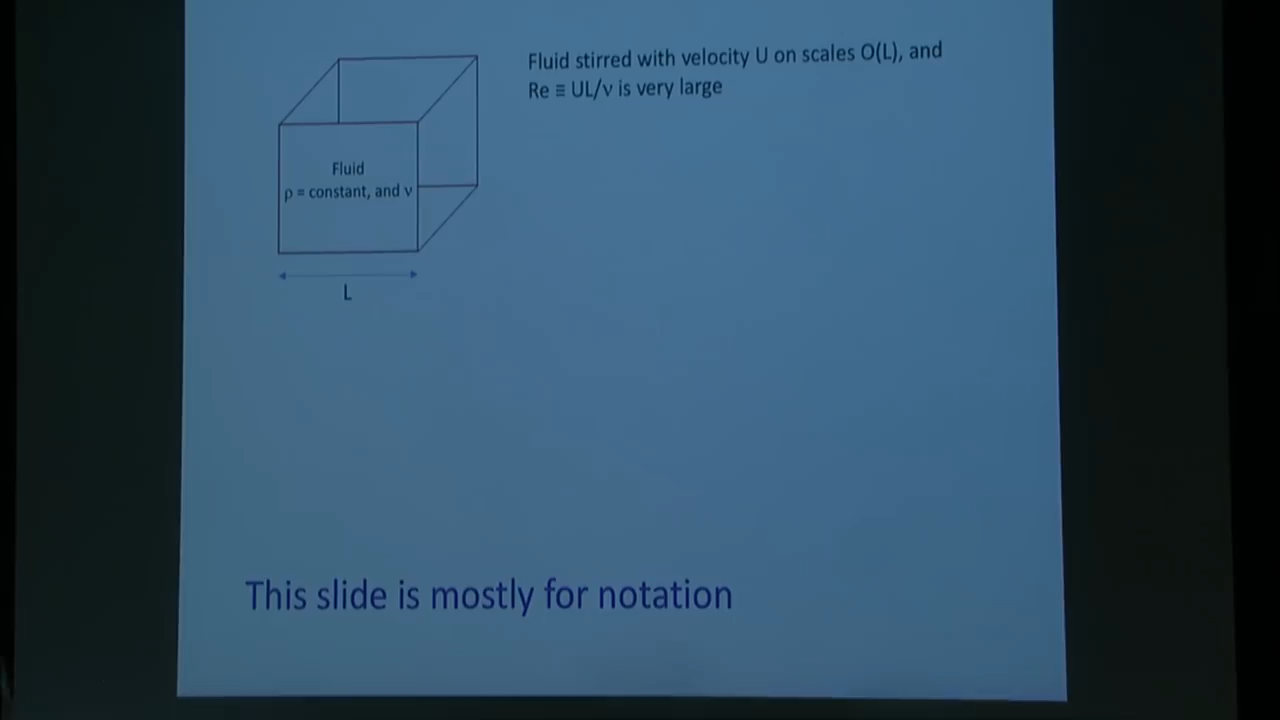 Fluid stirred with velocity U on scales O(L), and
Re ≡ UL/ν is very large
Fluid
ρ = constant, and ν
L
This slide is mostly for notation